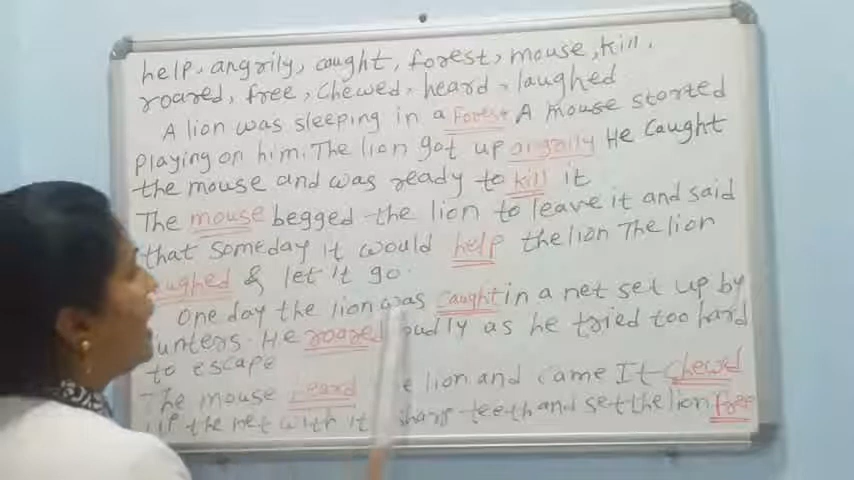 help, angrily, caught, forest, mouse, kill,
roared, free, chewed, heard, laughed
A lion was sleeping in a Forest A mouse started
playing on him. The lion got up angrily He caught
the mouse and was ready to kill it
The mouse begged the lion to leave it and said
that someday it would help the lion The lion
& let it go.
One day the lion was caught in a net set up by
He roared loudly as he tried too hard
to escape
The mouse heard lion and came It chewed
up the net with it sharp teeth and set the lion free